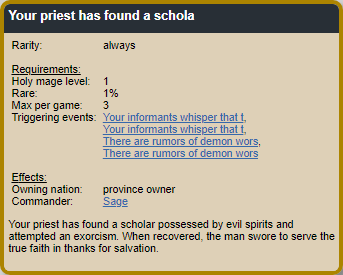 Your priest has found a schola
Rarity: always
Requirements:
Holy mage level: 1
Rare: 1%
Max per game: 3
Triggering events: Your informants whisper that t,
Your informants whisper that t,
There are rumors of demon wors,
There are rumors of demon wors
Effects:
Owning nation: province owner
Commander: Sage
Your priest has found a scholar possessed by evil spirits and
attempted an exorcism. When recovered, the man swore to serve the
true faith in thanks for salvation.